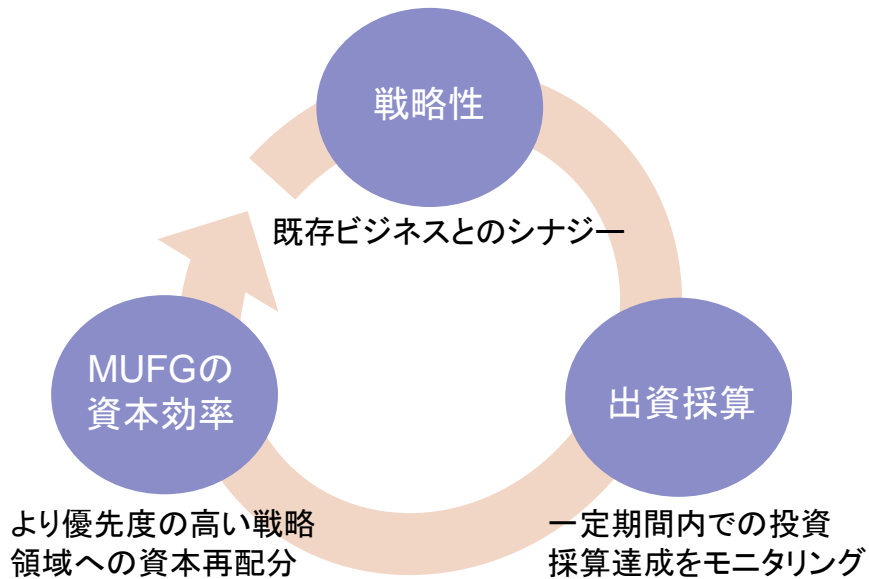 戦略性
既存ビジネスとのシナジー
MUFGの
資本効率
より優先度の高い戦略
領域への資本再配分
出資採算
一定期間内での投資
採算達成をモニタリング